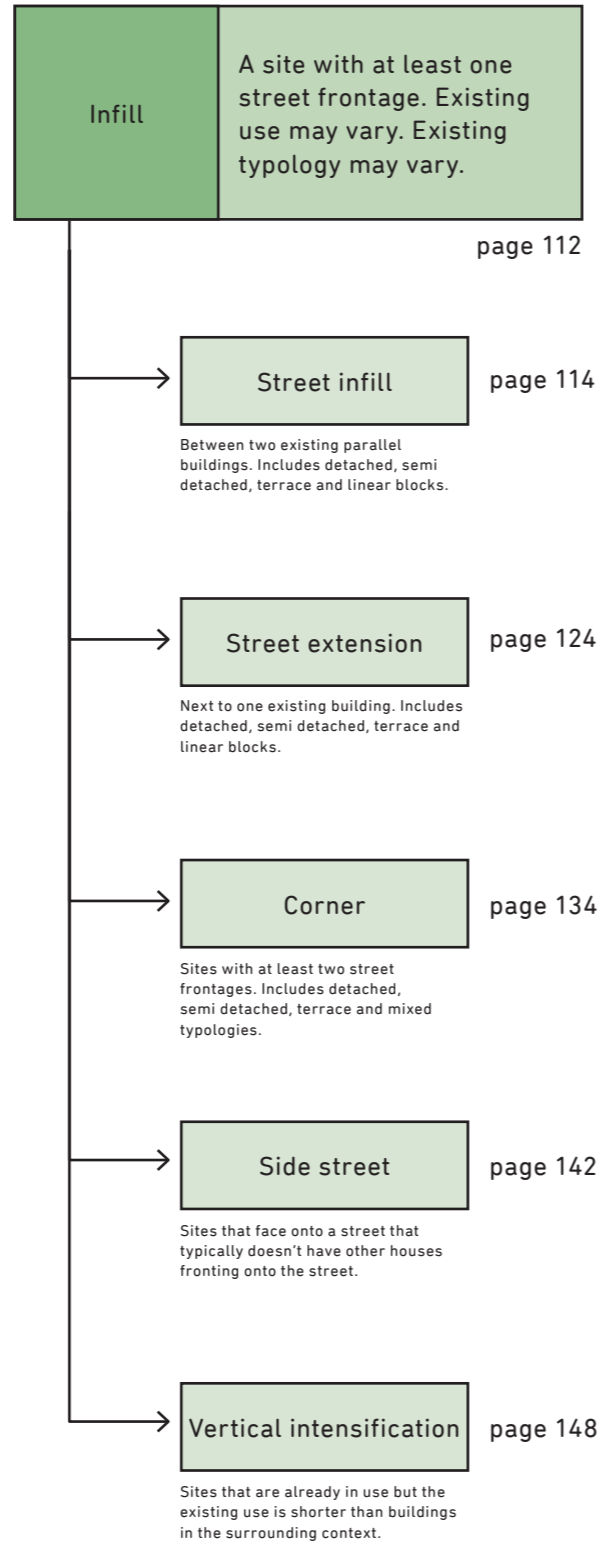 Infill
A site with at least one
street frontage. Existing
use may vary. Existing
typology may vary.
page 112
Street infill
page 114
Between two existing parallel
buildings. Includes detached, semi
detached, terrace and linear blocks.
Street extension
page 124
Next to one existing building. Includes
detached, semi detached, terrace and
linear blocks.
Corner
page 134
Sites with at least two street
frontages. Includes detached,
semi detached, terrace and mixed
typologies.
Side street
page 142
Sites that face onto a street that
typically doesn't have other houses
fronting onto the street.
Vertical intensification
page 148
Sites that are already in use but the
existing use is shorter than buildings
in the surrounding context.